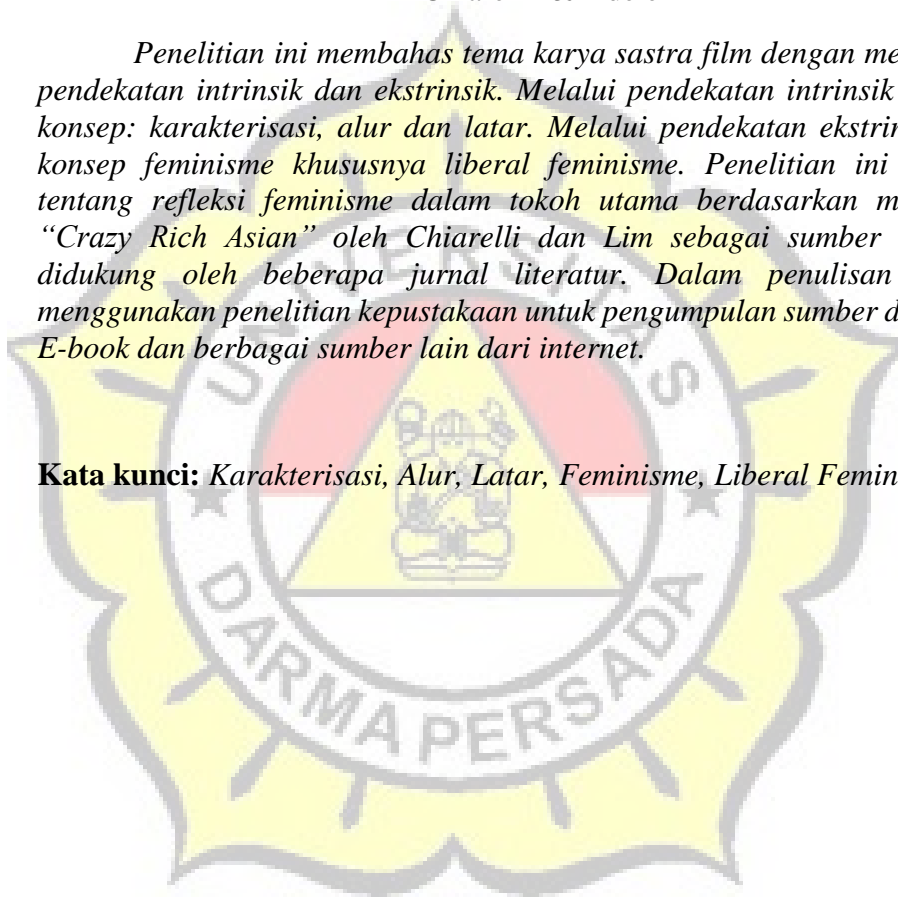 Penelitian ini membahas tema karya sastra film dengan me
pendekatan intrinsik dan ekstrinsik. Melalui pendekatan intrinsik
konsep: karakterisasi, alur dan latar. Melalui pendekatan ekstrin
konsep feminisme khususnya liberal feminisme. Penelitian ini
tentang refleksi feminisme dalam tokoh utama berdasarkan m
“Crazy Rich Asian” oleh Chiarelli dan Lim sebagai sumber
didukung oleh beberapa jurnal literatur. Dalam penulisan
menggunakan penelitian kepustakaan untuk pengumpulan sumber d
E-book dan berbagai sumber lain dari internet.
Kata kunci: Karakterisasi, Alur, Latar, Feminisme, Liberal Femin
UNIVERSITAS
DARMA PERSADA